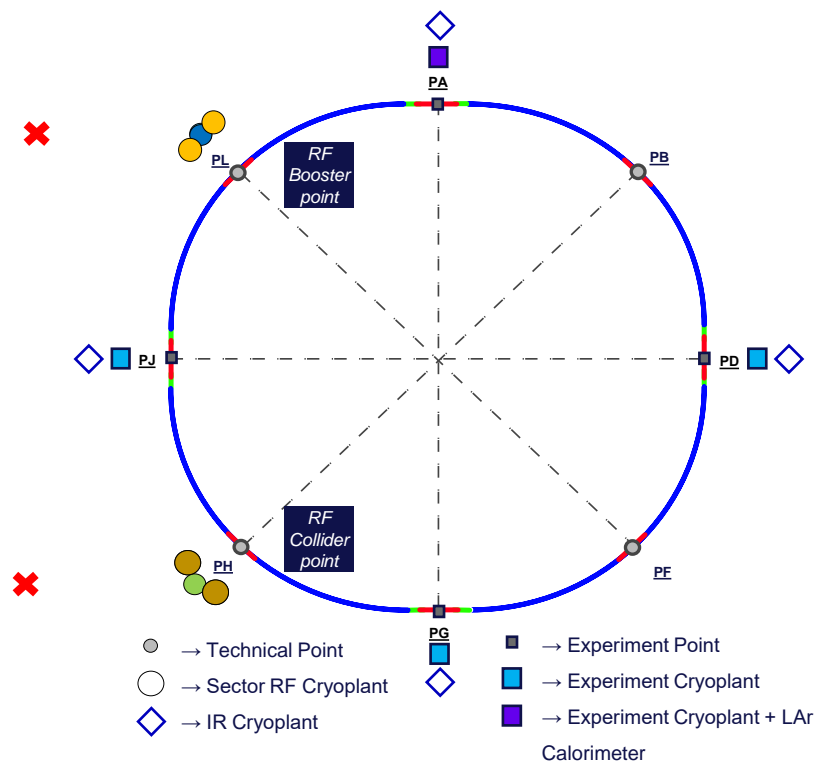 PA
PL
RF
Booster
point
PB
PJ
PD
RF
Collider
point
PH
PF
PG
→ Technical Point
→ Experiment Point
→ Sector RF Cryoplant
→ Experiment Cryoplant
→ IR Cryoplant
→ Experiment Cryoplant + LAr
Calorimeter